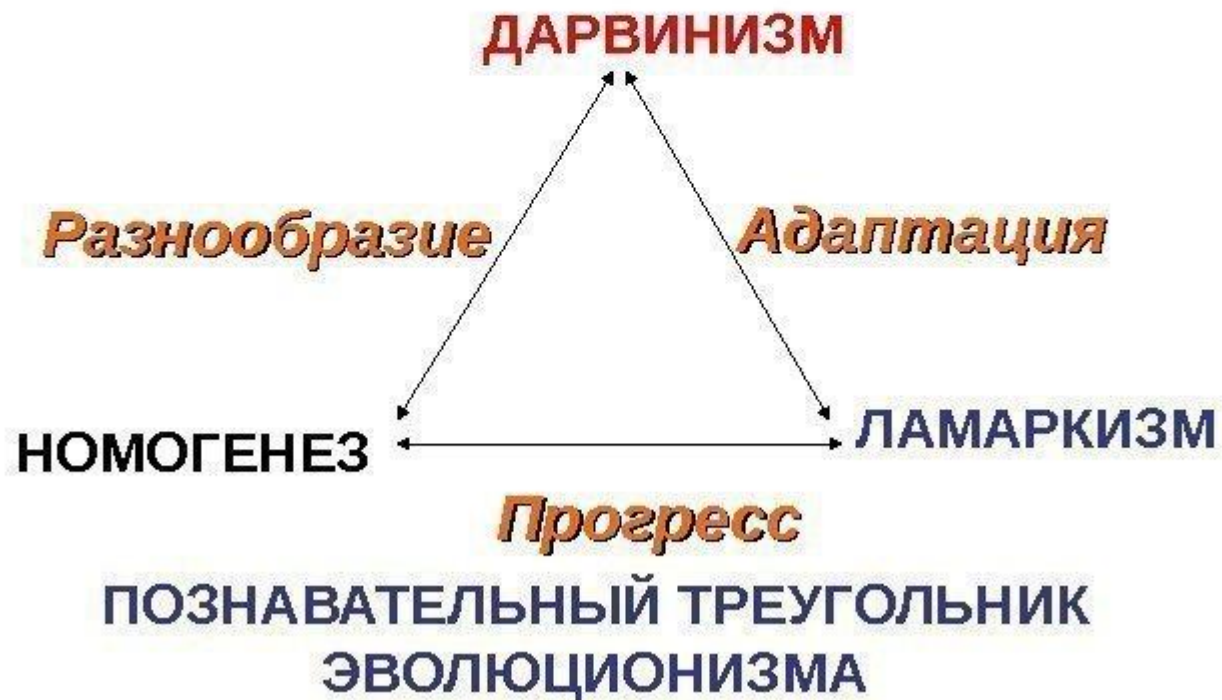 ДАРВИНИЗМ
Разнообразие
Адаптация
НОМОГЕНЕЗ
ЛАМАРКИЗМ
Прогресс
ПОЗНАВАТЕЛЬНЫЙ ТРЕУГОЛЬНИК
ЭВОЛЮЦИОНИЗМА